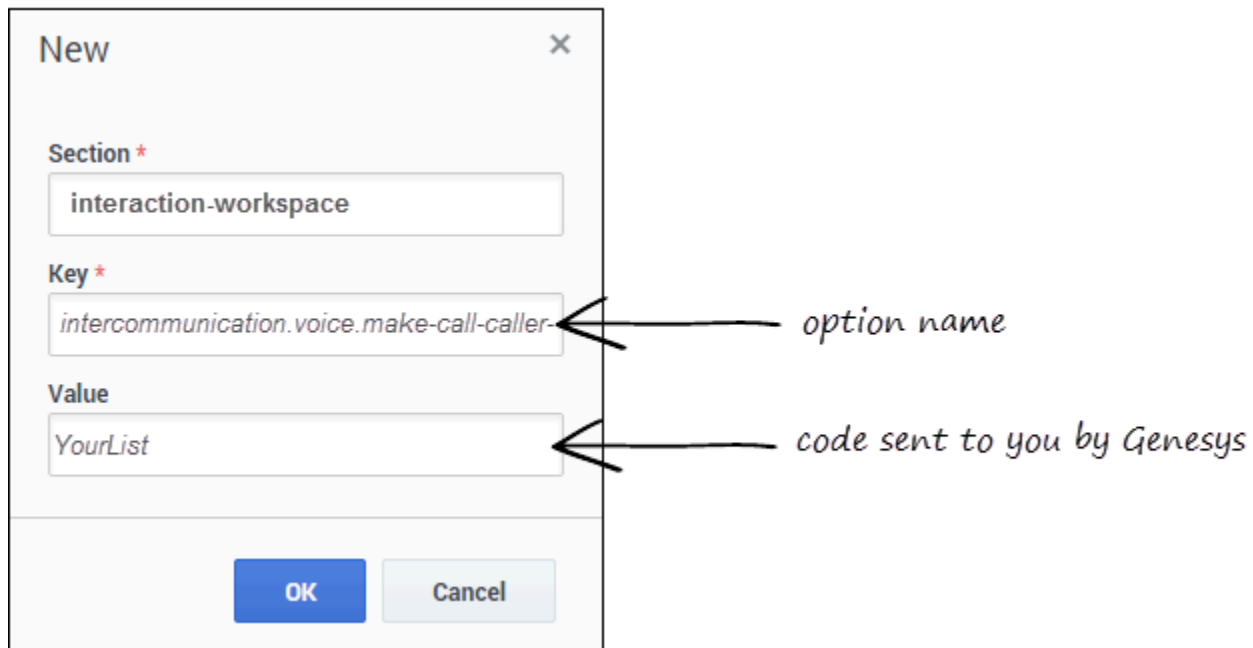 New ×
Section *
interaction-workspace
Key *
intercommunication.voice.make-call-caller-
option name
Value
YourList
code sent to you by Genesys
OK
Cancel